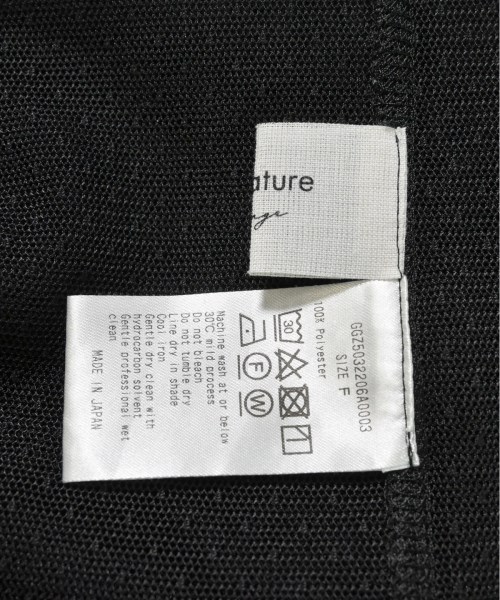 ature
GGZ5032206A0003
SIZE F
100% Polyester
30
F
W
Machine wash at or below
30℃ mild process
Do not bleach
Do not tumble dry
Line dry in shade
Cool iron
Gentle dry clean with
hydrocarbon solvent
Gentle professional wet
clean
MADE IN JAPAN